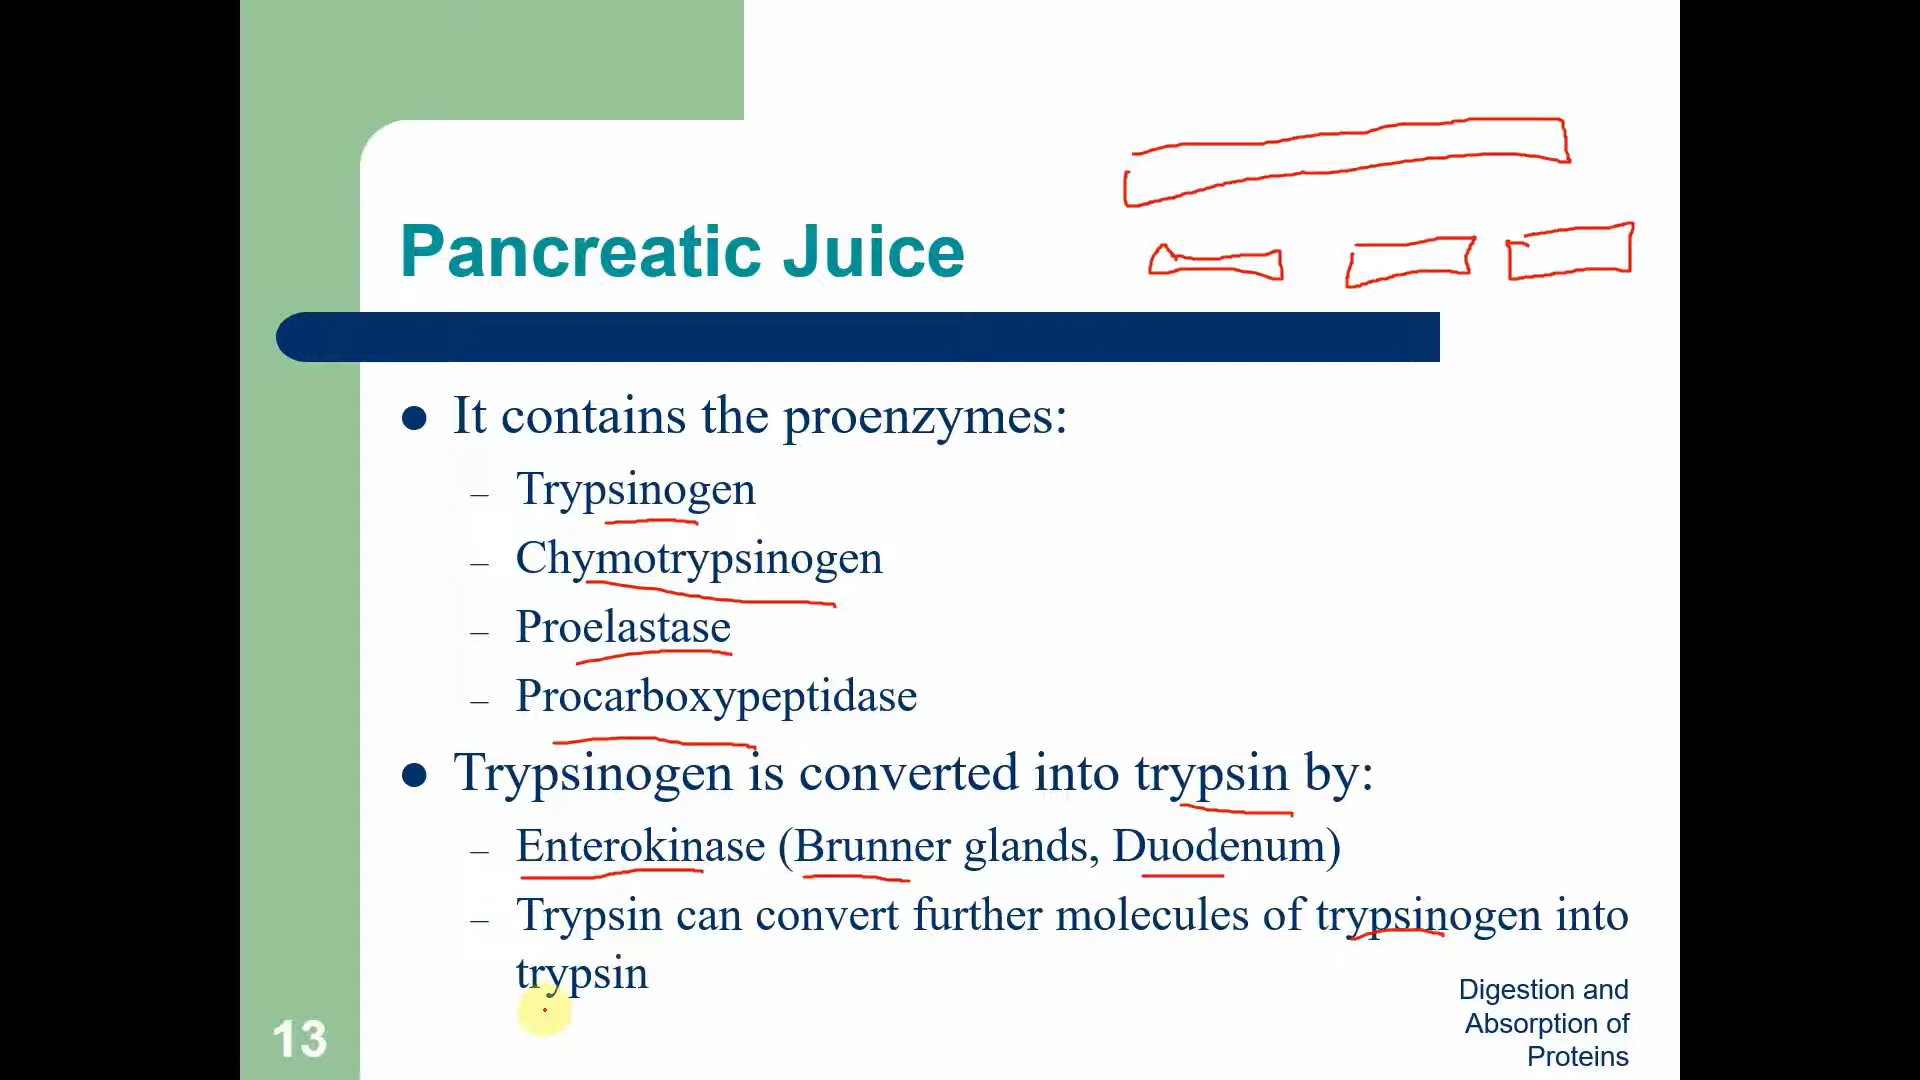 Pancreatic Juice
● It contains the proenzymes:
– Trypsinogen
– Chymotrypsinogen
– Proelastase
– Procarboxypeptidase
● Trypsinogen is converted into trypsin by:
– Enterokinase (Brunner glands, Duodenum)
– Trypsin can convert further molecules of trypsinogen into
trypsin
13
Digestion and
Absorption of
Proteins